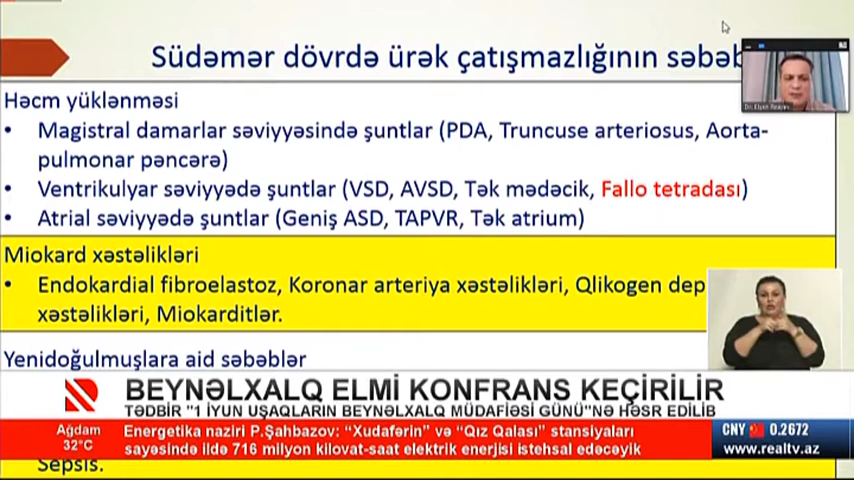 Südəmər dövrdə ürək çatışmazlığının səbəb
Həcm yüklənməsi
• Magistral damarlar səviyyəsində şuntlar (PDA, Truncuse arteriosus, Aorta-
pulmonar pəncərə)
• Ventrikulyar səviyyədə şuntlar (VSD, AVSD, Tək mədəcik, Fallo tetradası)
• Atrial səviyyədə şuntlar (Geniş ASD, TAPVR, Tək atrium)
Miokard xəstəlikləri
• Endokardial fibroelastoz, Koronar arteriya xəstəlikləri, Qlikogen dep
xəstəlikləri, Miokarditlər.
Yenidoğulmuşlara aid səbəblər
BEYNƏLXALQ ELMİ KONFRANS KEÇİRİLİR
TƏDBİR "1 İYUN UŞAQLARIN BEYNƏLXALQ MÜDAFİƏSİ GÜNÜ"NƏ HƏSR EDİLİB
Ağdam
32°C
Energetika naziri P.Şahbazov: “Xudafərin” və “Qız Qalası” stansiyaları
sayəsində ildə 716 milyon kilovat-saat elektrik enerjisi istehsal edəcəyik
CNY 0.2672
www.realtv.az
Sepsis.